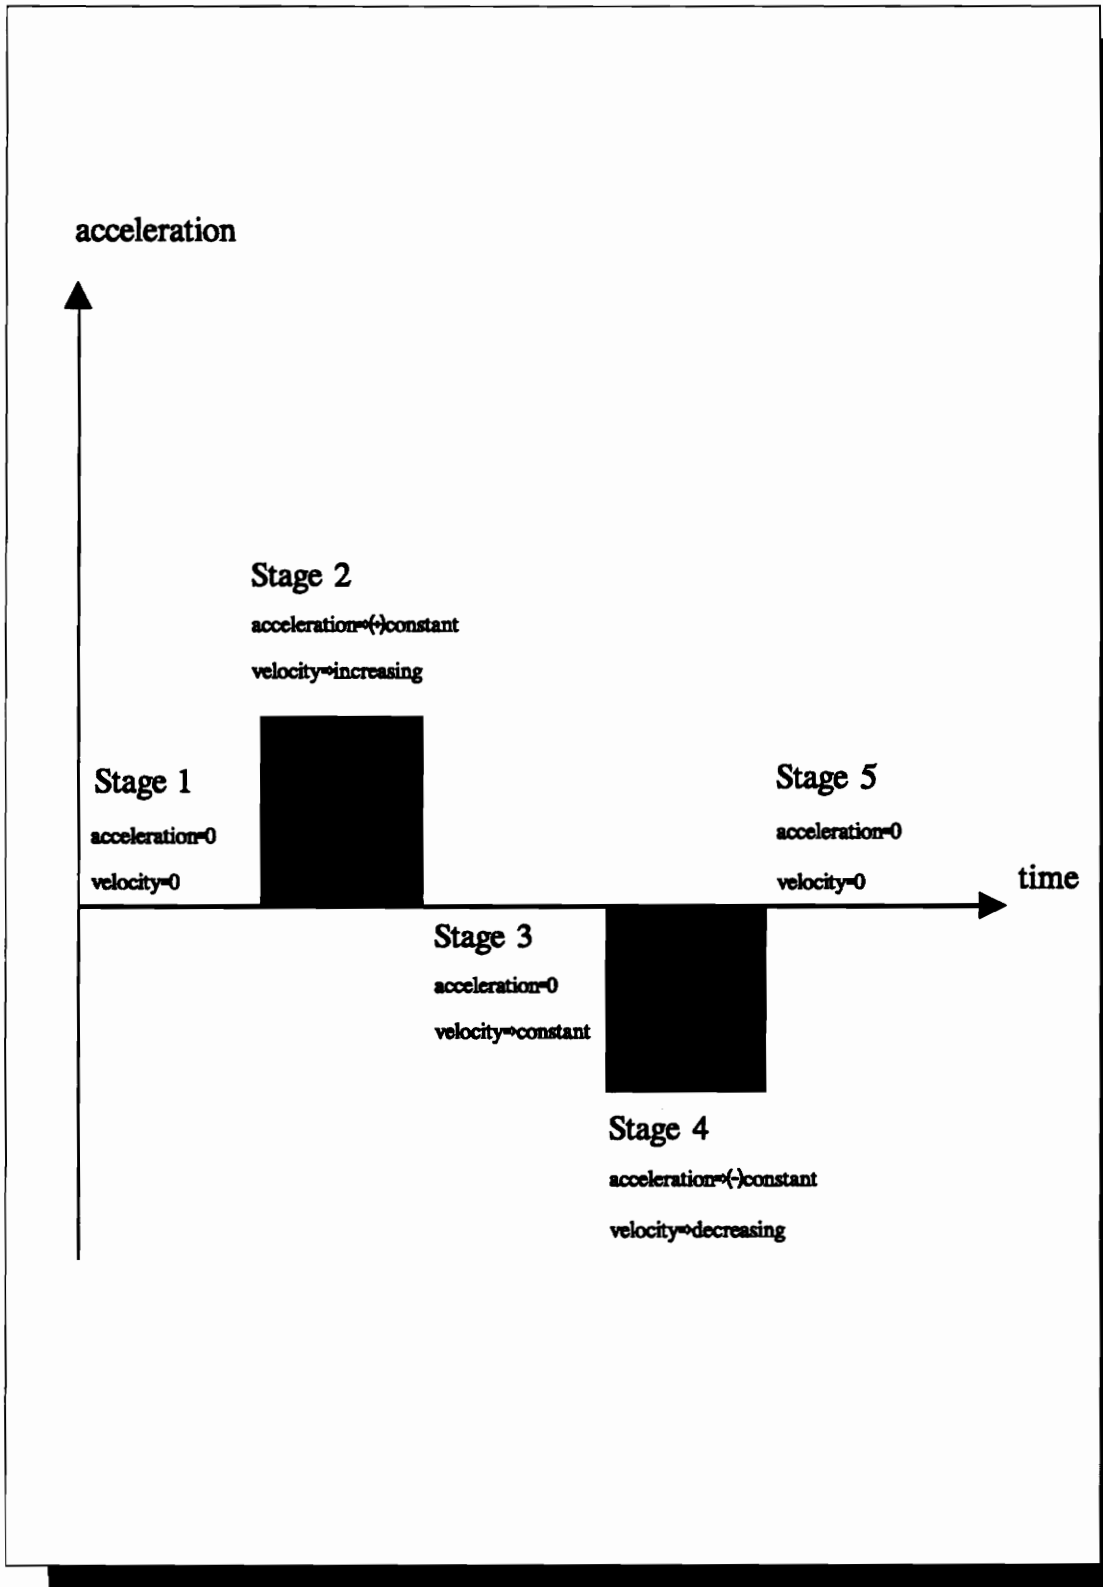 acceleration
Stage 2
acceleration⇒(+)constant
velocity⇒increasing
Stage 1
acceleration=0
velocity=0
Stage 5
acceleration=0
velocity=0
time
Stage 3
acceleration=0
velocity⇒constant
Stage 4
acceleration⇒(-)constant
velocity⇒decreasing